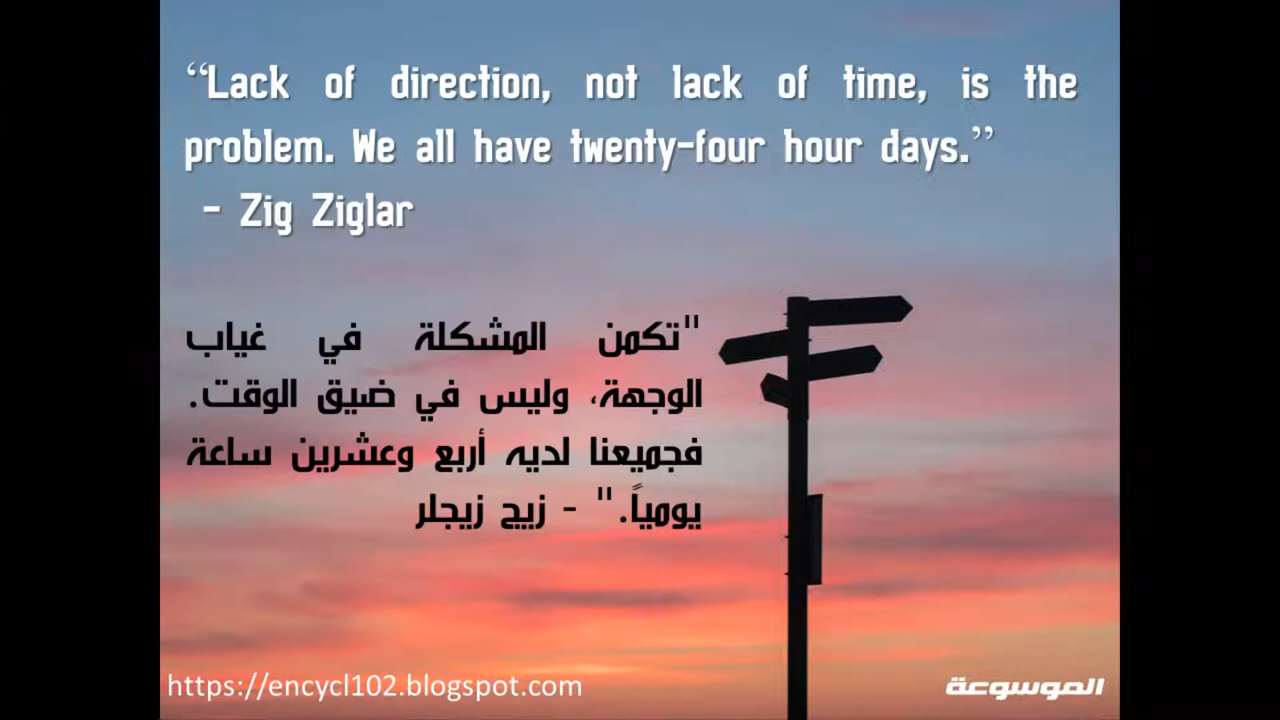 “Lack of direction, not lack of time, is the
problem. We all have twenty-four hour days.”
- Zig Ziglar
"تكمن المشكلة في غياب
الوجهة، وليس في ضيق الوقت.
فجميعنا لديه أربع وعشرين ساعة
يومياً." - زيج زيجلر
https://encycl102.blogspot.com
الموسوعة